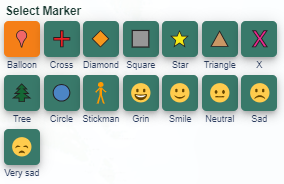 Select Marker
Balloon Cross Diamond Square Star Triangle X
Tree Circle Stickman Grin Smile Neutral Sad
Very sad